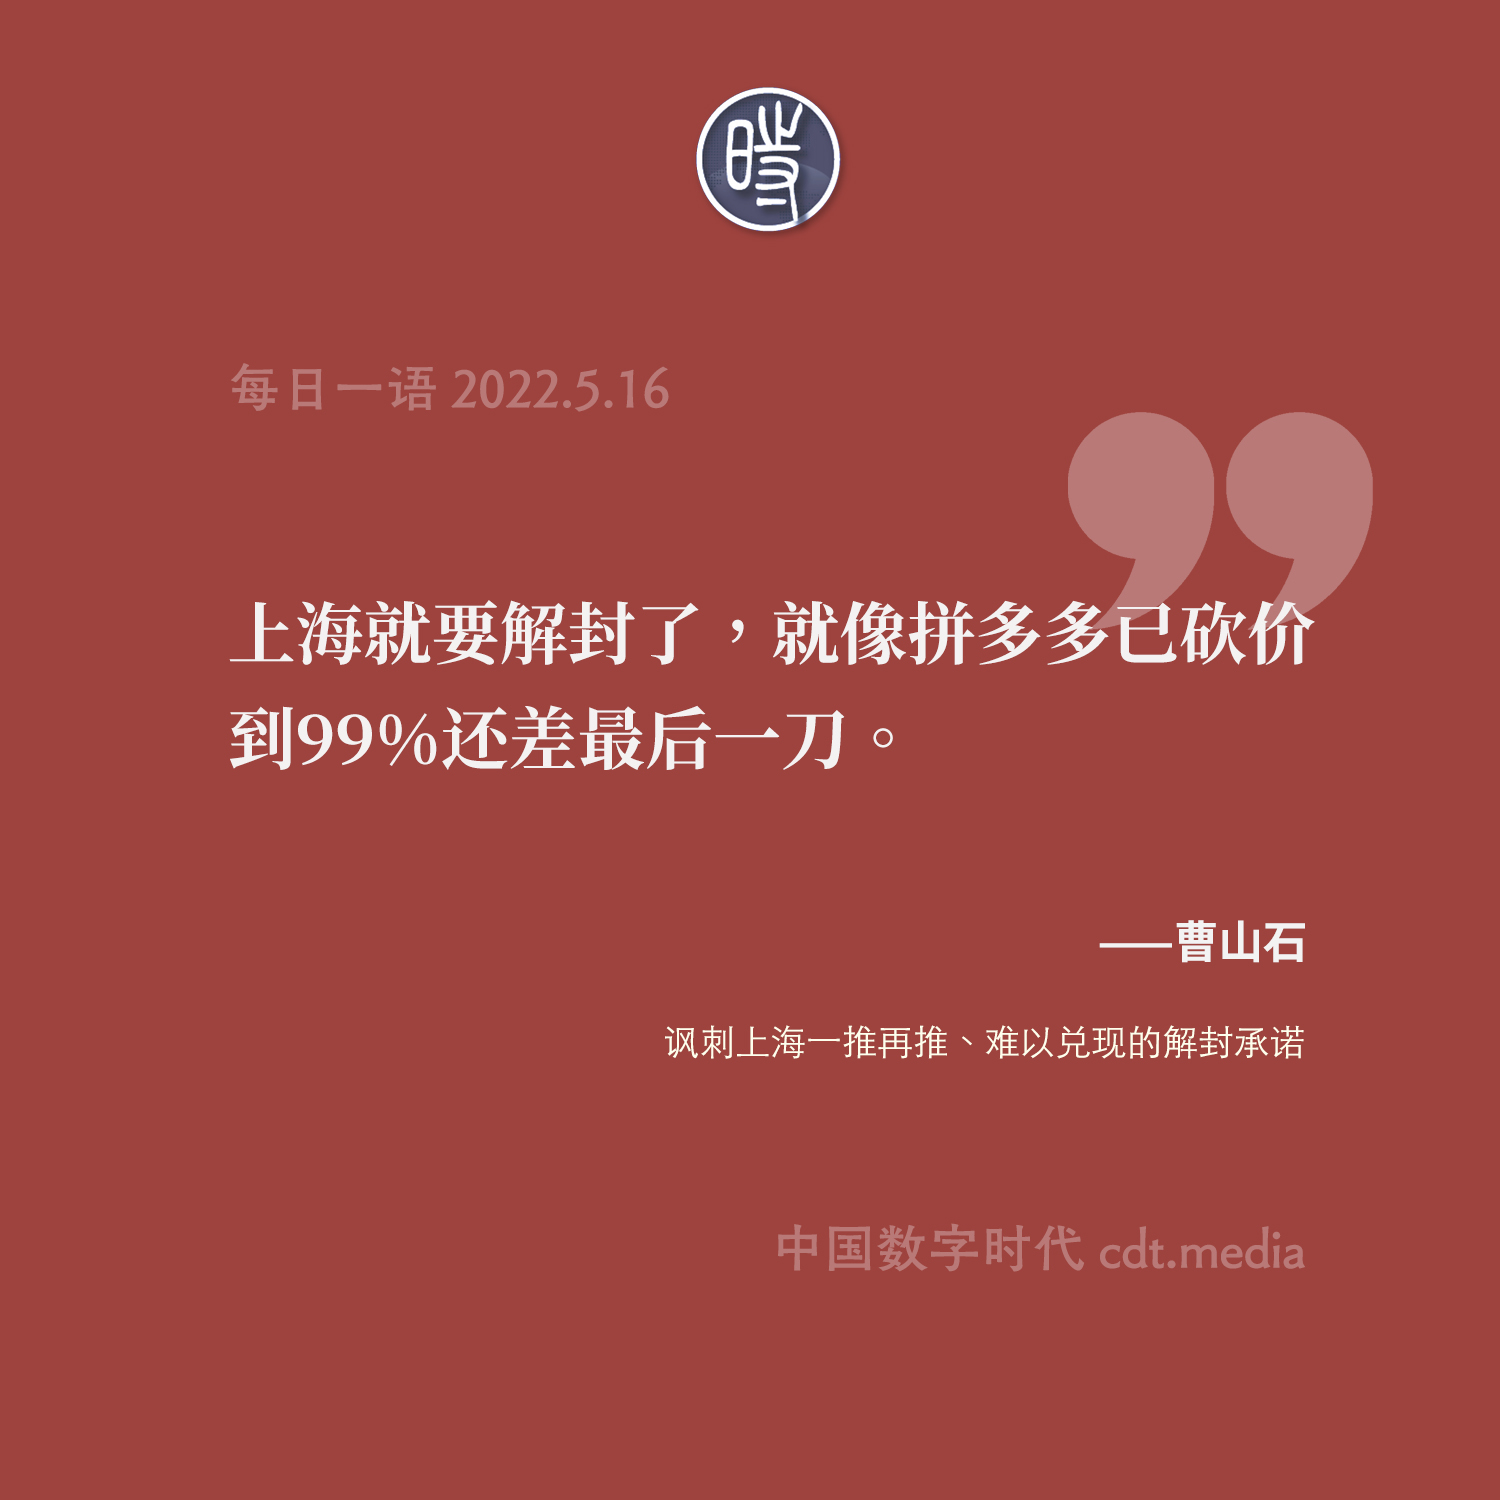 時
每日一语 2022.5.16
”
上海就要解封了，就像拼多多已砍价
到99%还差最后一刀。
——曹山石
讽刺上海一推再推、难以兑现的解封承诺
中国数字时代 cdt.media